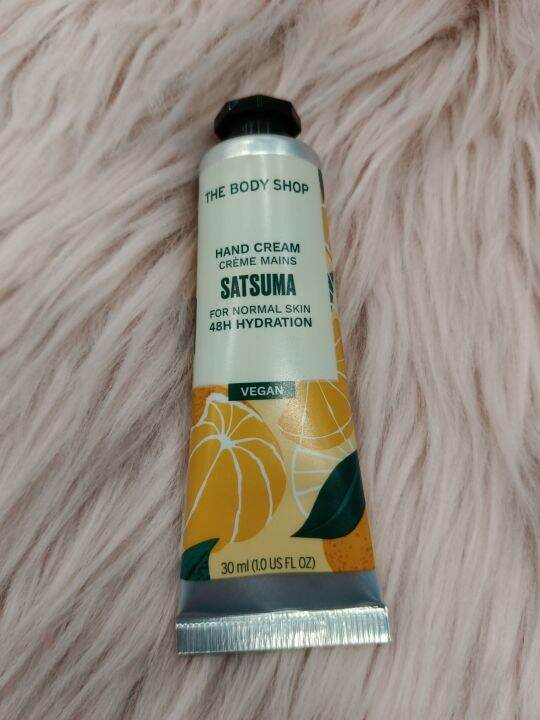 THE BODY SHOP
HAND CREAM
CRÈME MAINS
SATSUMA
FOR NORMAL SKIN
48H HYDRATION
VEGAN
30 ml (1.0 US FL OZ)